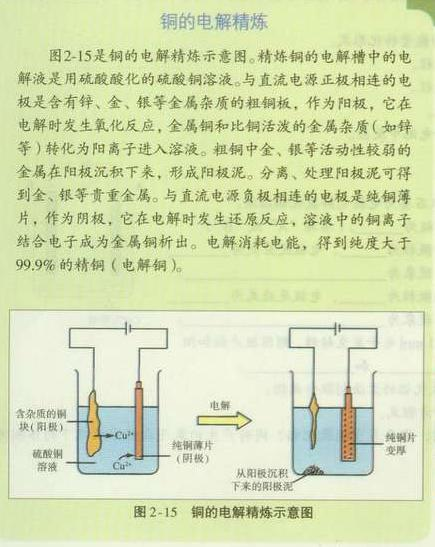 铜的电解精炼
图2-15是铜的电解精炼示意图。精炼铜的电解槽中的电
解液是用硫酸酸化的硫酸铜溶液。与直流电源正极相连的电
极是含有锌、金、银等金属杂质的粗铜板，作为阳极，它在
电解时发生氧化反应，金属铜和比铜活泼的金属杂质（如锌
等）转化为阳离子进入溶液。粗铜中金、银等活动性较弱的
金属在阳极沉积下来，形成阳极泥。分离、处理阳极泥可得
到金、银等贵重金属。与直流电源负极相连的电极是纯铜薄
片，作为阴极，它在电解时发生还原反应，溶液中的铜离子
结合电子成为金属铜析出。电解消耗电能，得到纯度大于
99.9%的精铜（电解铜）。
含杂质的铜
块（阳极）
硫酸铜
溶液
Cu²⁺
Cu²⁺
纯铜薄片
（阴极）
电解
从阳极沉积
下来的阳极泥
纯铜片
变厚
图2-15 铜的电解精炼示意图